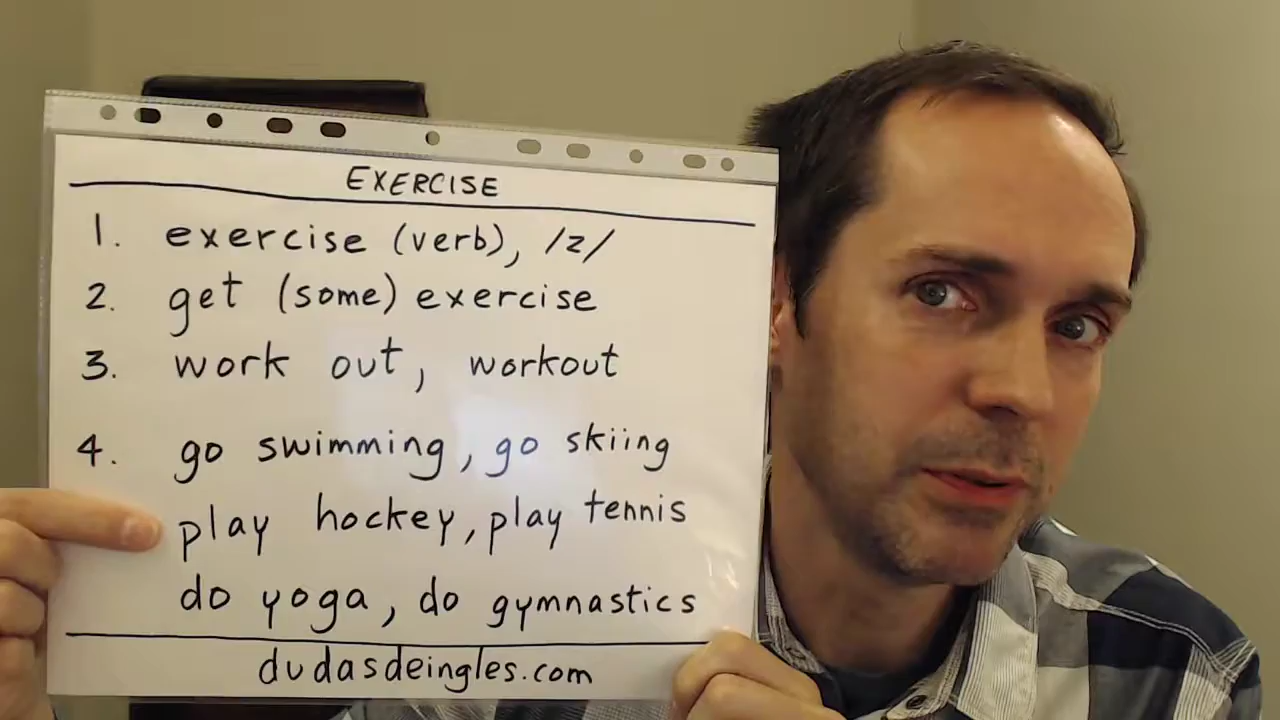 EXERCISE
1. exercise (verb), /z/
2. get (some) exercise
3. work out, workout
4. go swimming, go skiing
play hockey, play tennis
do yoga, do gymnastics
dudasdeingles.com